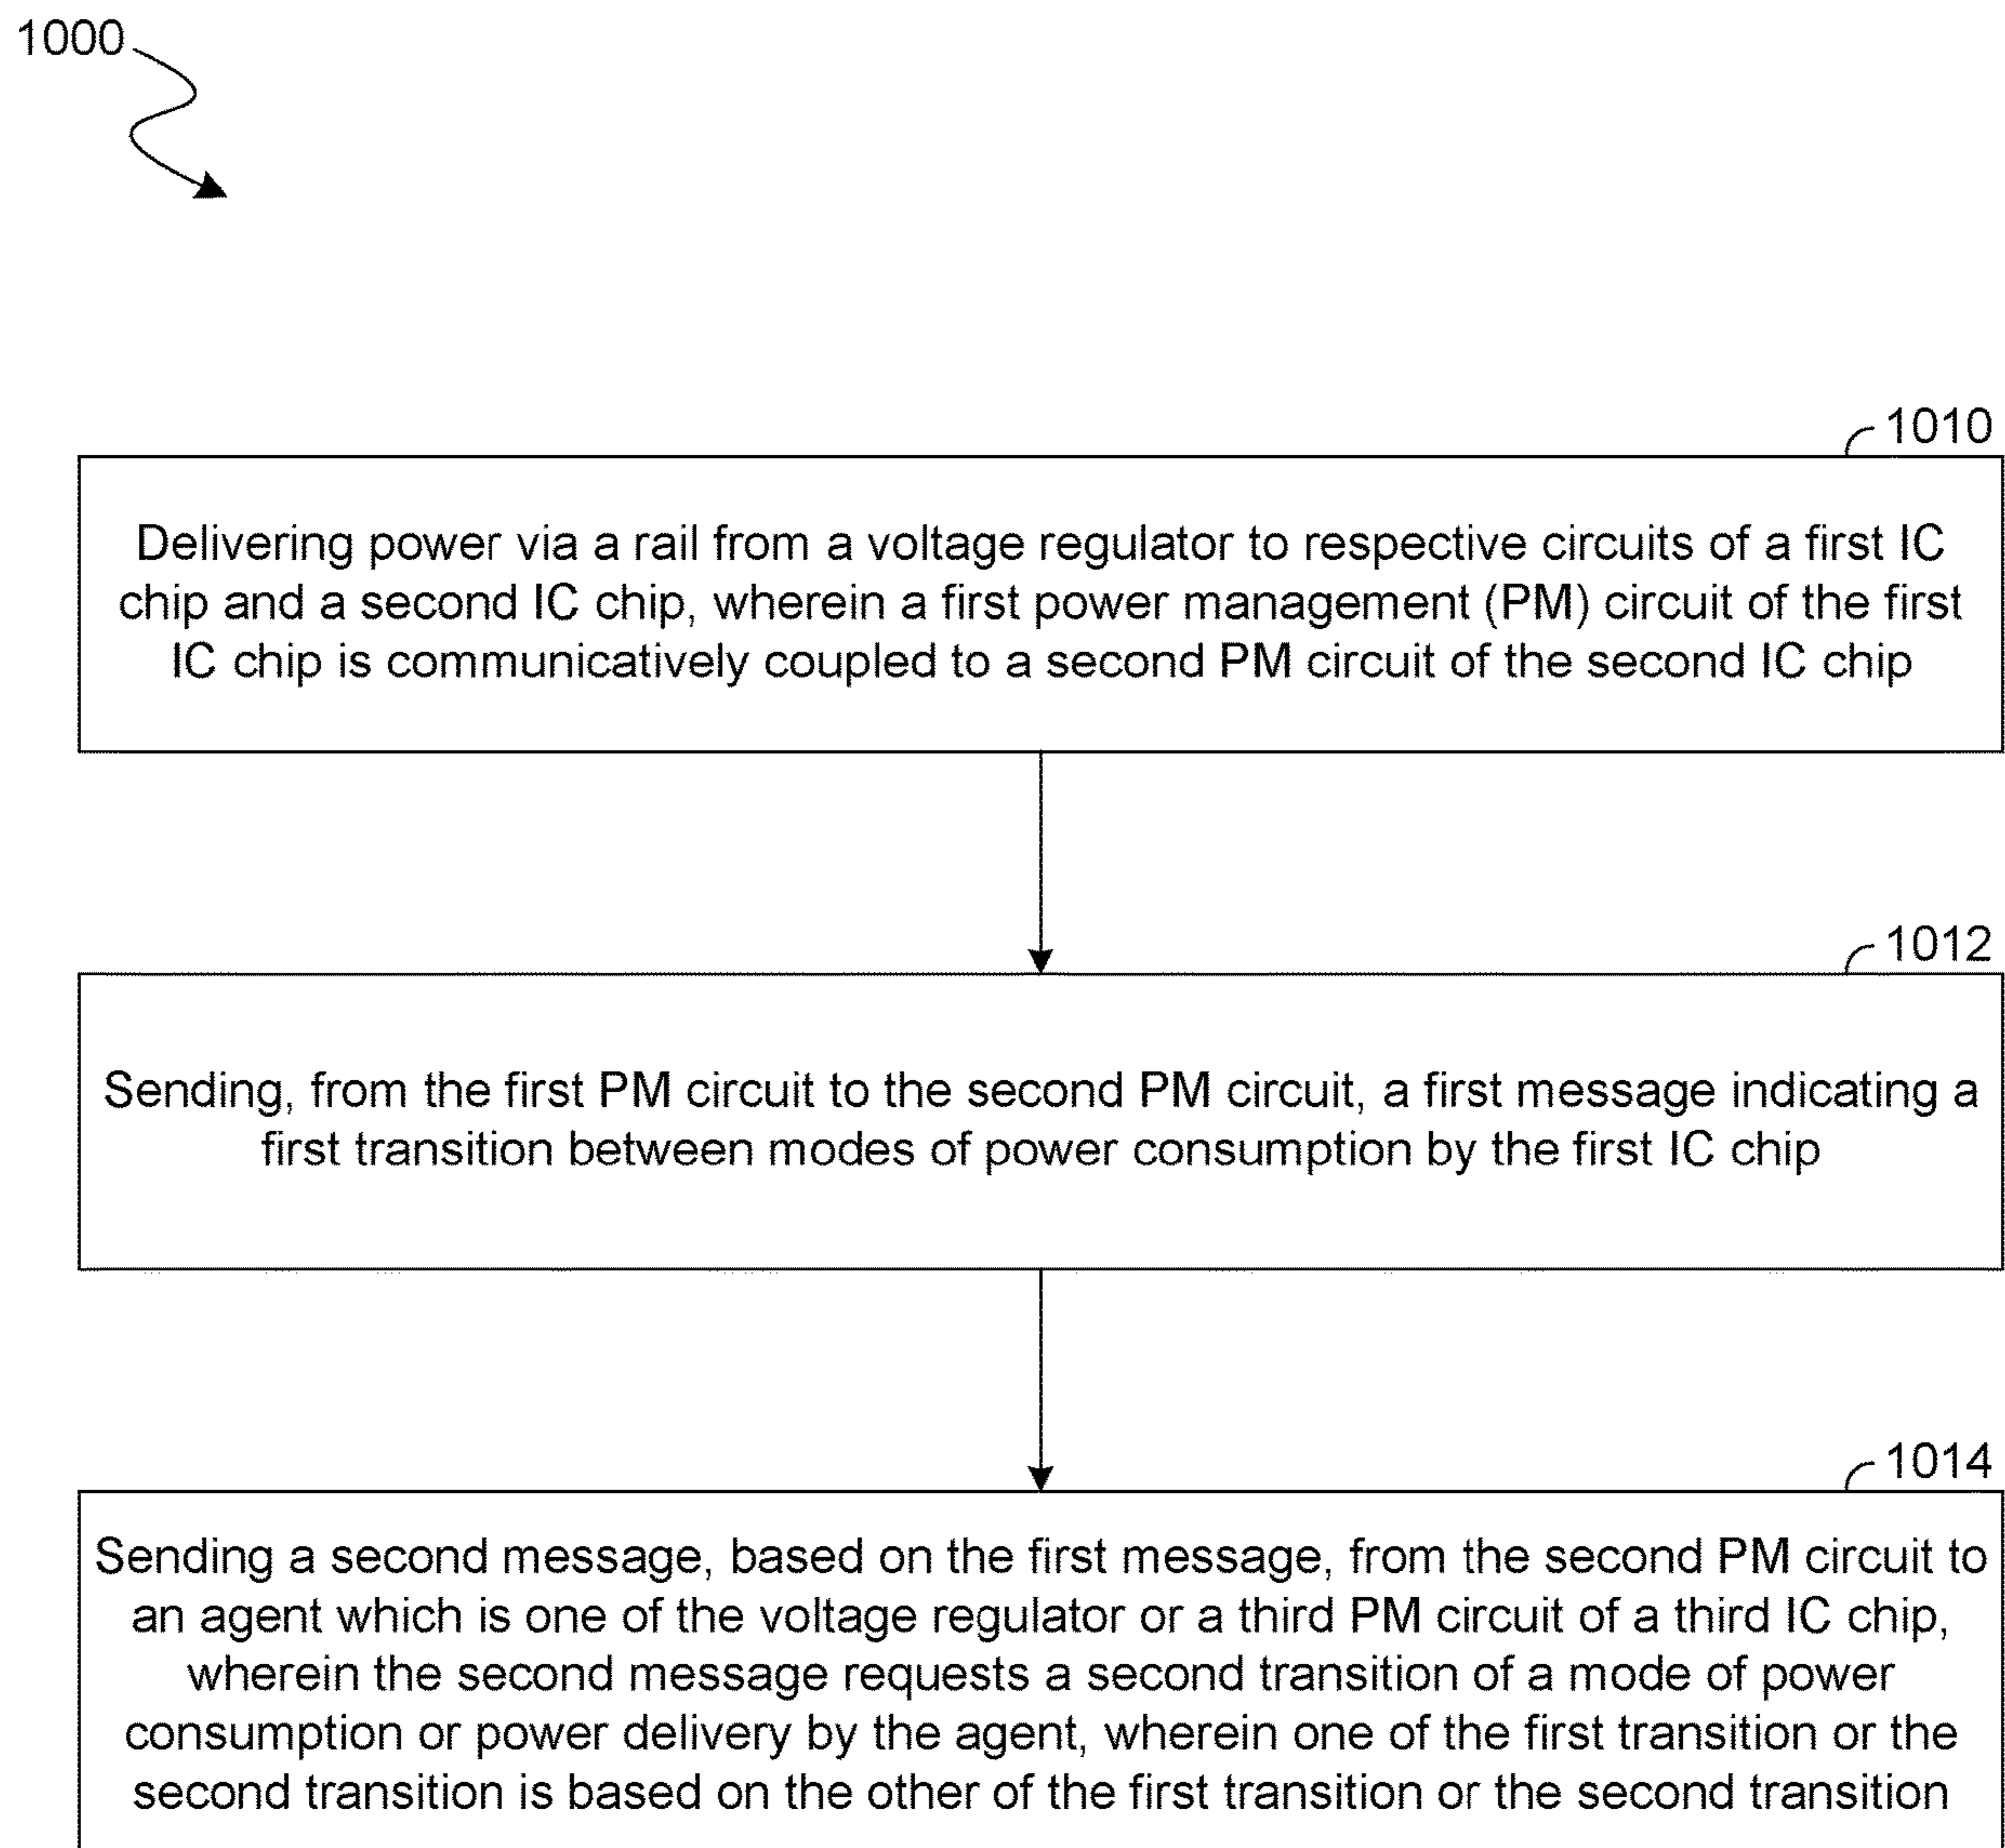 1000
1010
Delivering power via a rail from a voltage regulator to respective circuits of a first IC
chip and a second IC chip, wherein a first power management (PM) circuit of the first
IC chip is communicatively coupled to a second PM circuit of the second IC chip
1012
Sending, from the first PM circuit to the second PM circuit, a first message indicating a
first transition between modes of power consumption by the first IC chip
1014
Sending a second message, based on the first message, from the second PM circuit to
an agent which is one of the voltage regulator or a third PM circuit of a third IC chip,
wherein the second message requests a second transition of a mode of power
consumption or power delivery by the agent, wherein one of the first transition or the
second transition is based on the other of the first transition or the second transition